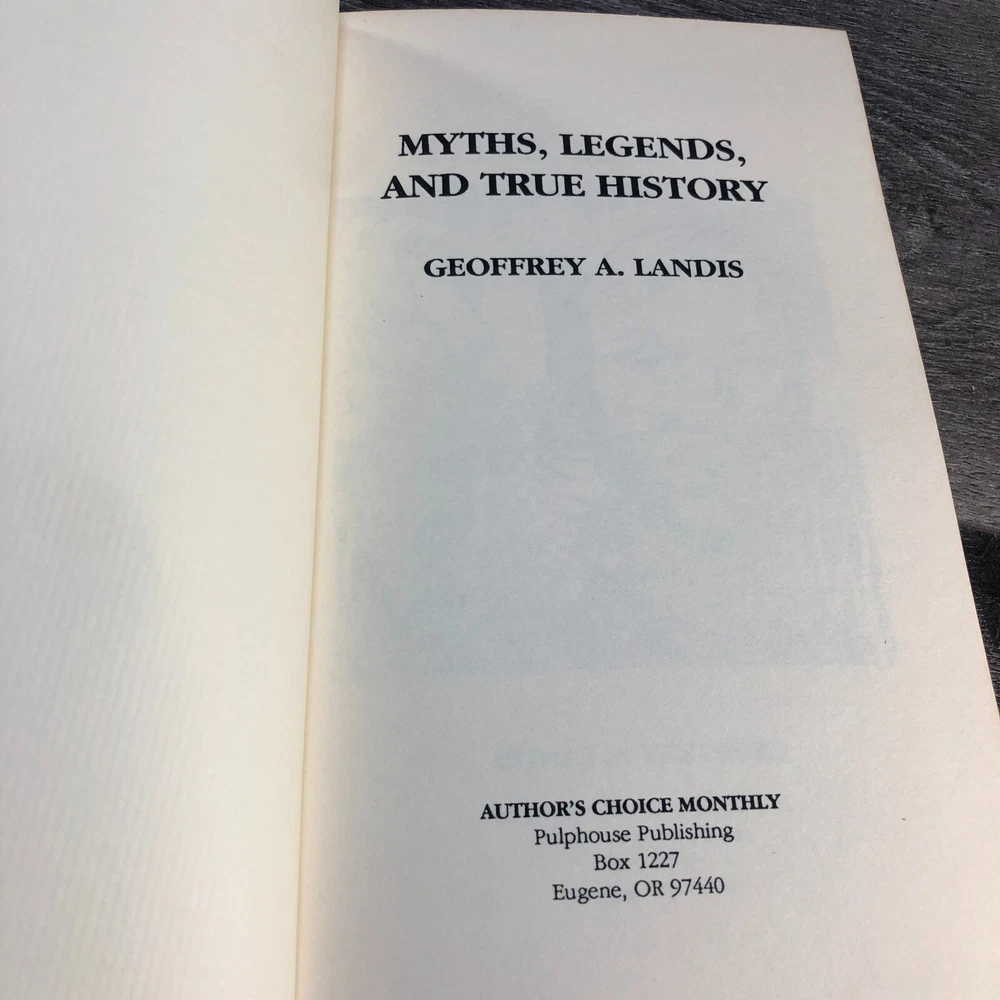 MYTHS, LEGENDS,
AND TRUE HISTORY
GEOFFREY A. LANDIS
AUTHOR'S CHOICE MONTHLY
Pulphouse Publishing
Box 1227
Eugene, OR 97440